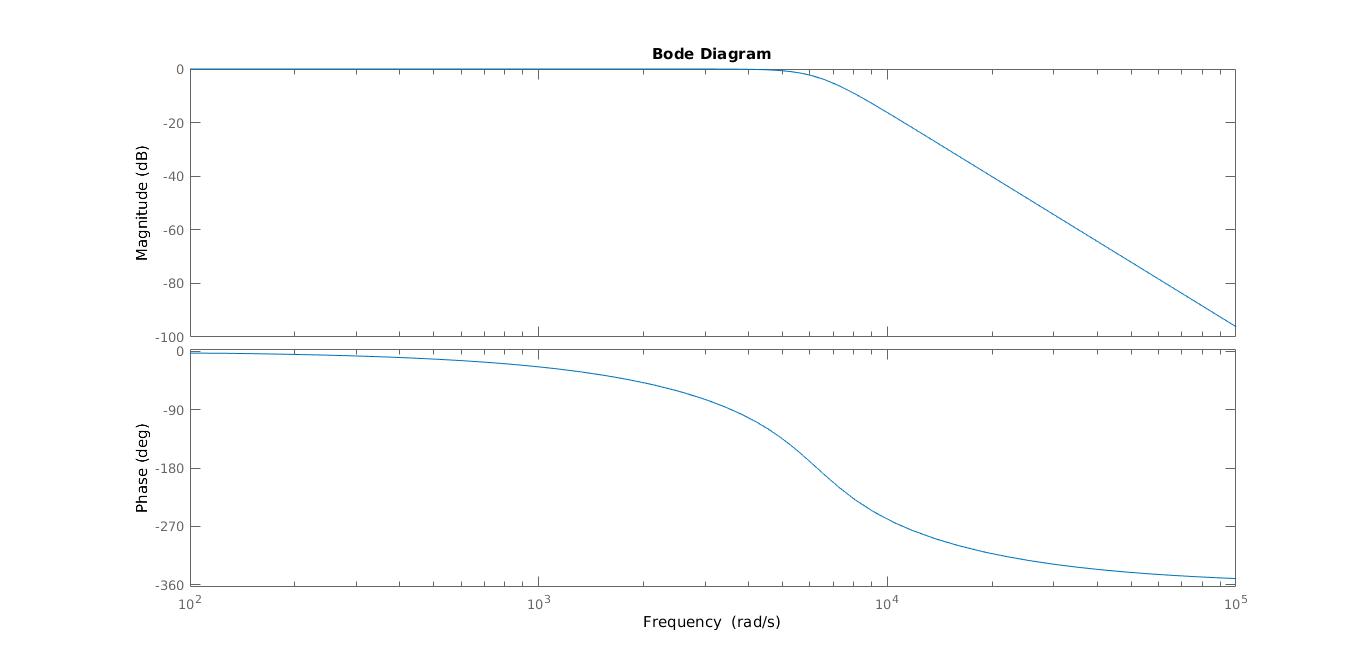 Bode Diagram
0
-20
-40
-60
-80
-100
Magnitude (dB)
0
-90
-180
-270
-360
Phase (deg)
10² 10³ 10⁴ 10⁵
Frequency (rad/s)